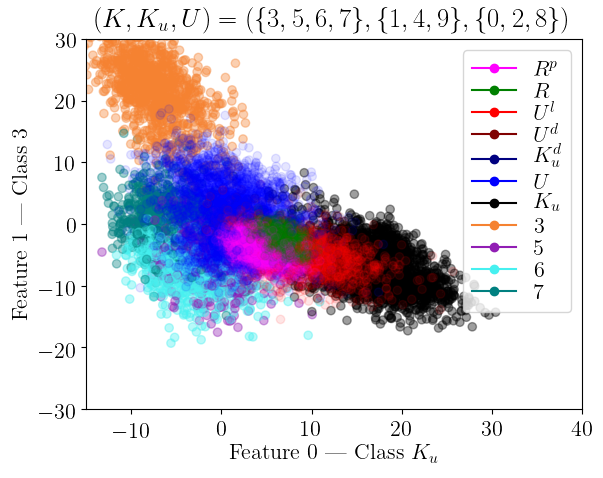 (K, K_u, U) = ({3, 5, 6, 7}, {1, 4, 9}, {0, 2, 8})
30
20
10
0
−10
−20
−30
Feature 1 — Class 3
R^p
R
U^l
U^d
K_u^d
U
K_u
3
5
6
7
−10
0
10
20
30
40
Feature 0 — Class K_u